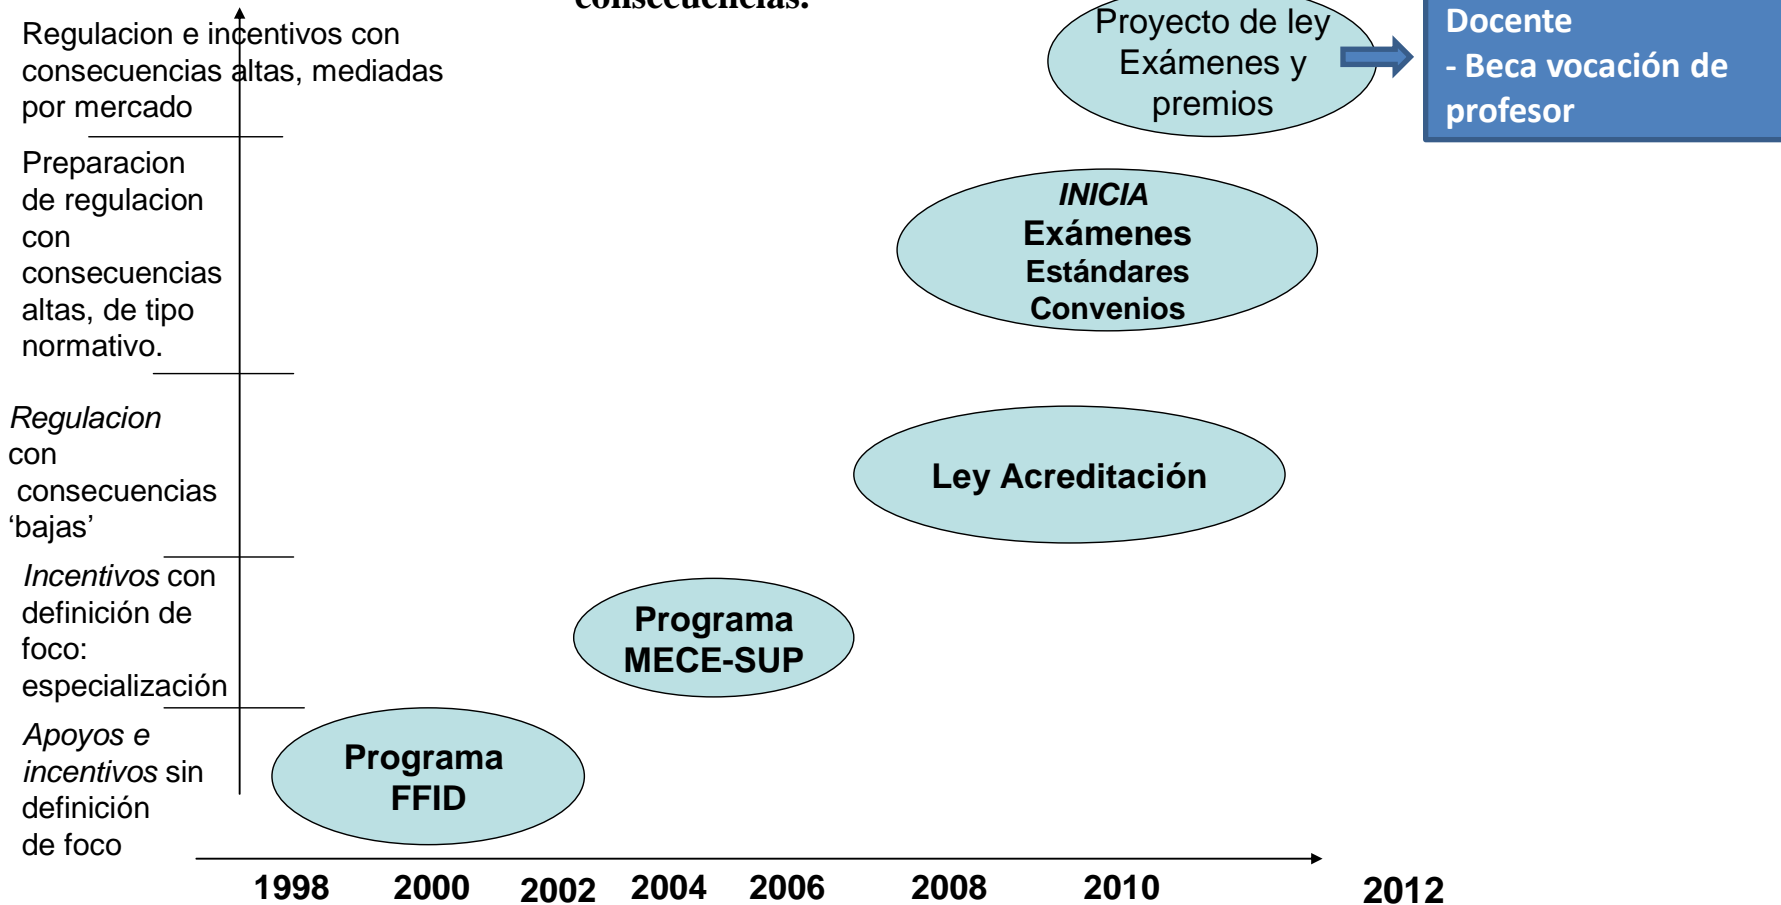 consecuencias.
Regulacion e incentivos con
consecuencias altas, mediadas
por mercado
Proyecto de ley
Exámenes y
premios
Docente
- Beca vocación de
profesor
Preparacion
de regulacion
con
consecuencias
altas, de tipo
normativo.
INICIA
Exámenes
Estándares
Convenios
Regulacion
con
consecuencias
‘bajas’
Ley Acreditación
Incentivos con
definición de
foco:
especialización
Programa
MECE-SUP
Apoyos e
incentivos sin
definición
de foco
Programa
FFID
1998 2000 2002 2004 2006 2008 2010 2012